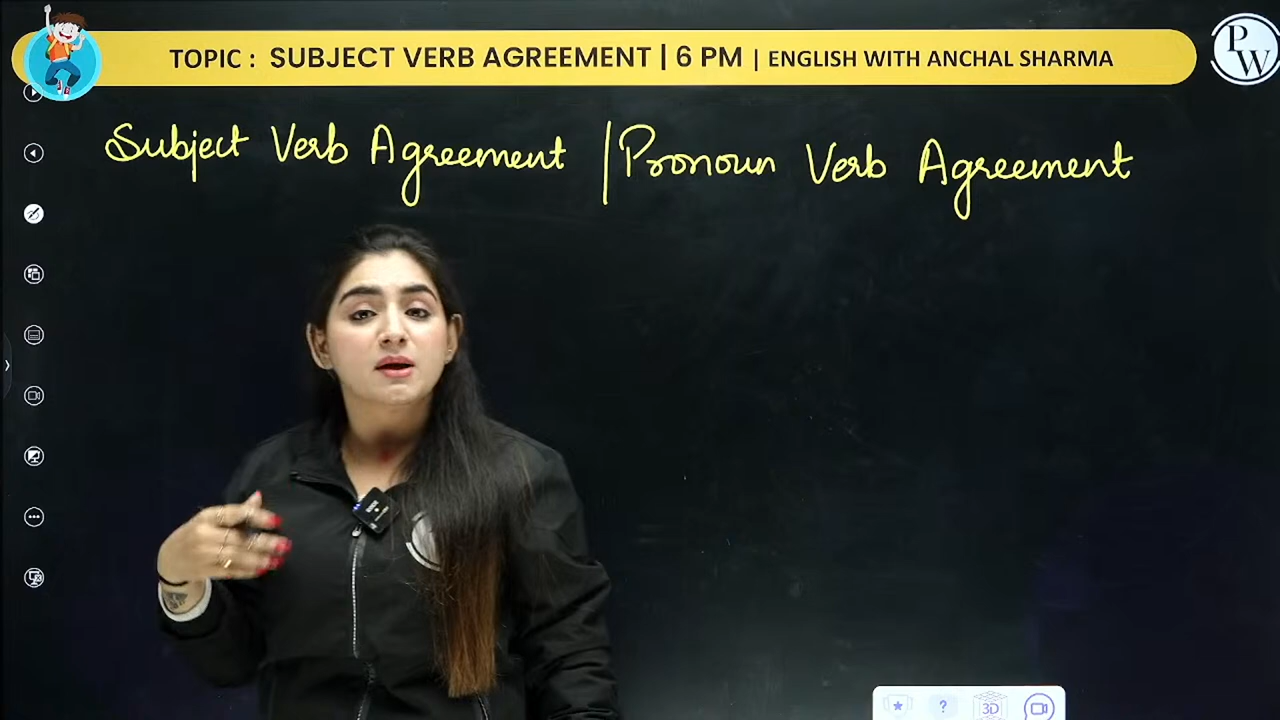 TOPIC : SUBJECT VERB AGREEMENT | 6 PM | ENGLISH WITH ANCHAL SHARMA
P
W
Subject Verb Agreement | Pronoun Verb Agreement
?
3D